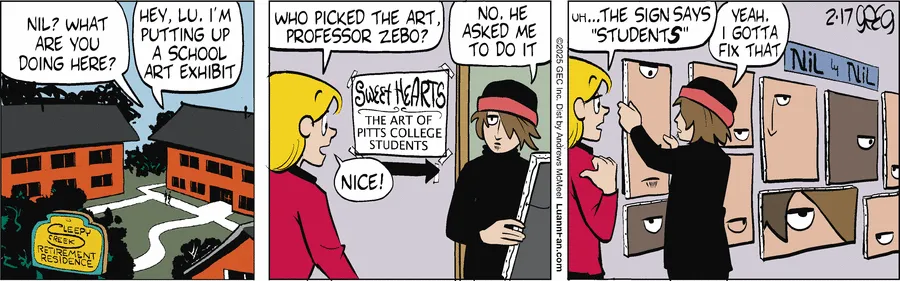 NIL? WHAT
ARE YOU
DOING HERE?
HEY, LU. I'M
PUTTING UP
A SCHOOL
ART EXHIBIT
SLEEPY
CREEK
RETIREMENT
RESIDENCE
WHO PICKED THE ART,
PROFESSOR ZEBO?
NO. HE
ASKED ME
TO DO IT
SWeeT HeARTS
THE ART OF
PITTS COLLEGE
STUDENTS
NICE!
©2025 GEC Inc. Dist by Andrews McMeel LuannFan.com
UH...THE SIGN SAYS
"STUDENTS"
YEAH.
I GOTTA
FIX THAT
2-17 GREG
NiL by NiL